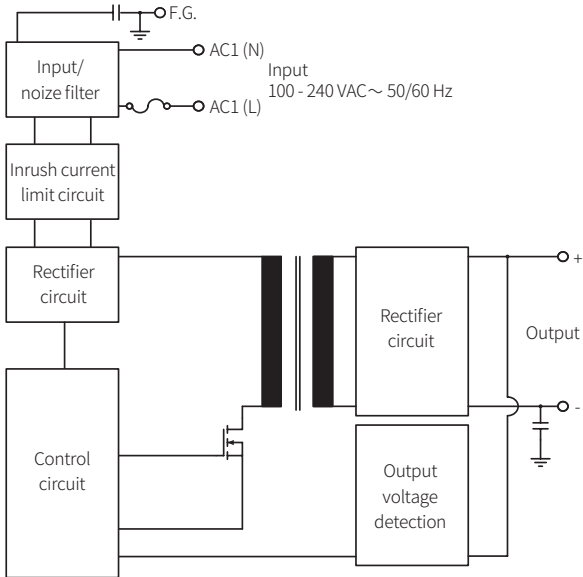 F.G.
AC1 (N)
Input/
noize filter
Input
100 - 240 VAC～ 50/60 Hz
AC1 (L)
Inrush current
limit circuit
Rectifier
circuit
+
Rectifier
circuit
Output
-
Control
circuit
Output
voltage
detection